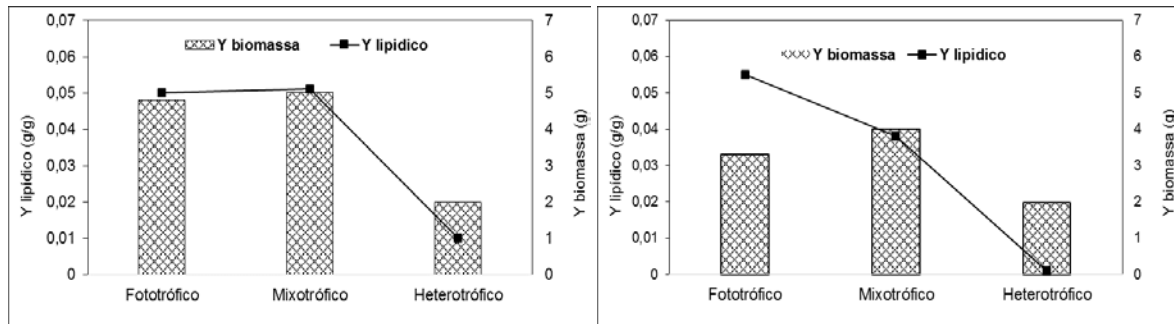 0,07
0,06
0,05
0,04
0,03
0,02
0,01
0
Y lipídico (g/g)
Y biomassa
Y lipídico
7
6
5
4
3
2
1
0
Y biomassa (g)
Fototrófico
Mixotrófico
Heterotrófico
0,07
0,06
0,05
0,04
0,03
0,02
0,01
0
Y lipídico (g/g)
Y biomassa
Y lipídico
7
6
5
4
3
2
1
0
Y biomassa (g)
Fototrófico
Mixotrófico
Heterotrófico